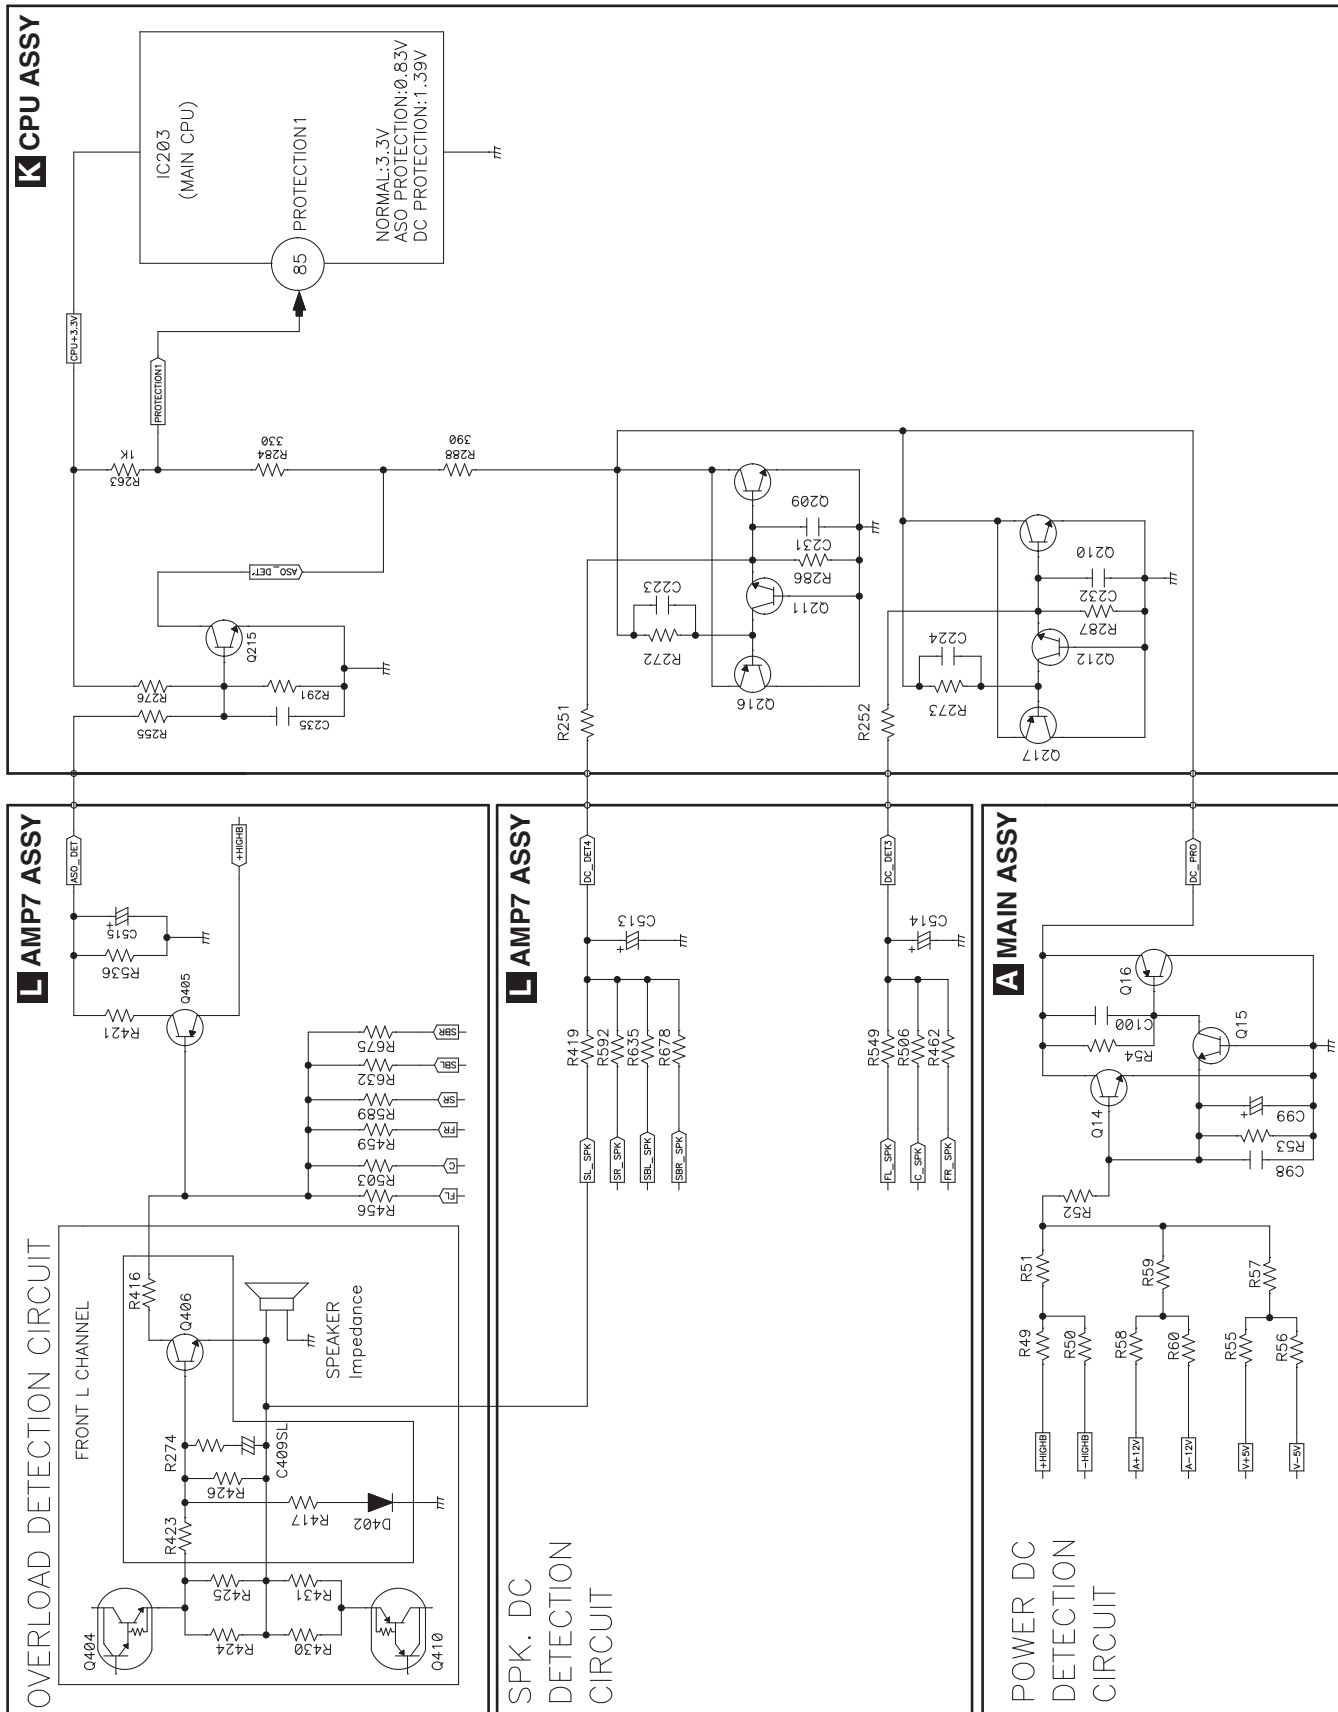 K CPU ASSY
IC203
(MAIN CPU)
PROTECTION1
85
NORMAL:3.3V
ASO PROTECTION:0.83V
DC PROTECTION:1.39V
CPU+3.3V
PROTECTION1
R263
1K
R284
330
R288
390
ASO_DET'
Q215
R276
R255
R291
C235
R251
R272
C223
Q216
Q211
R286
C231
Q209
R252
R273
C224
Q217
Q212
R287
C232
Q210
L AMP7 ASSY
OVERLOAD DETECTION CIRCUIT
ASO_DET
+HIGHB
C515
R536
R421
Q405
R675
R632
R589
R459
R503
R456
SBR
SBL
SR
FR
C
FL
FRONT L CHANNEL
R416
Q406
SPEAKER
Impedance
R274
C409SL
R426
R417
D402
R423
R425
R424
R431
R430
Q404
Q410
L AMP7 ASSY
SPK. DC
DETECTION
CIRCUIT
DC_DET4
C513
R419
R592
R635
R678
SL_SPK
SR_SPK
SBL_SPK
SBR_SPK
DC_DET3
C514
R549
R506
R462
FL_SPK
C_SPK
FR_SPK
A MAIN ASSY
POWER DC
DETECTION
CIRCUIT
DC_PRO
Q16
C100
R54
Q15
Q14
C99
R53
C98
R52
R51
R59
R57
R49
R50
R58
R60
R55
R56
+HIGHB
-HIGHB
A+12V
A-12V
V+5V
V-5V